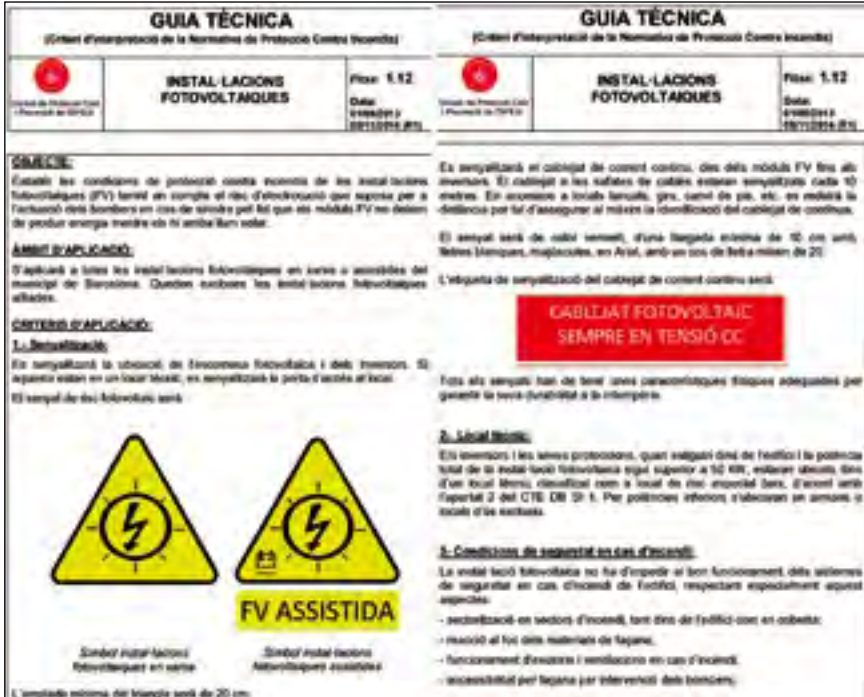 GUIA TÈCNICA
(Criteri d'interpretació de la Normativa de Protecció Contra Incendis)
INSTAL·LACIONS
FOTOVOLTAIQUES
Fitxa: 1.12
Data:
OBJECTE:
Establir les condicions de protecció contra incendis de les instal·lacions
fotovoltaiques (FV) tenint en compte el risc d'electrocució que suposa per a
l'actuació dels bombers en cas de sinistre pel fet que els mòduls FV no deixen
de produir energia mentre els hi arriba llum solar.
ÀMBIT D'APLICACIÓ:
S'aplicarà a totes les instal·lacions fotovoltaiques en xarxa o assistides del
municipi de Barcelona. Queden excloses les instal·lacions fotovoltaiques
aïllades.
CRITERIS D'APLICACIÓ:
1.- Senyalització:
Es senyalitzarà la ubicació de l'escomesa fotovoltaica i dels inversors. Si
aquests estan en un local tècnic, es senyalitzarà la porta d'accés al local.
El senyal de risc fotovoltaic serà:
FV ASSISTIDA
Símbol instal·lacions
fotovoltaiques en xarxa
Símbol instal·lacions
fotovoltaiques assistides
L'amplada mínima del triangle serà de 20 cm.
GUIA TÈCNICA
(Criteri d'interpretació de la Normativa de Protecció Contra Incendis)
INSTAL·LACIONS
FOTOVOLTAIQUES
Fitxa: 1.12
Data:
Es senyalitzarà el cablejat de corrent continu, des dels mòduls FV fins als
inversors. El cablejat a les safates de cables estaran senyalitzats cada 10
metres. En accessos a locals tancats, girs, canvi de pis, etc. es reduirà la
distància per tal d'assegurar al màxim la identificació del cablejat de contínua.
El senyal serà de color vermell, d'una llargada mínima de 10 cm amb
lletres blanques, majúscules, en Arial, amb un cos de lletra mínim de 20.
L'etiqueta de senyalització del cablejat de corrent continu serà:
CABLEJAT FOTOVOLTAIC
SEMPRE EN TENSIÓ CC
Tots els senyals han de tenir unes característiques físiques adequades per
garantir la seva durabilitat a la intempèrie.
2- Local tècnic:
Els inversors i les seves proteccions, quan estiguin dins de l'edifici i la potència
total de la instal·lació fotovoltaica sigui superior a 50 KW, estaran ubicats dins
d'un local tècnic, classificat com a local de risc especial baix, d'acord amb
l'apartat 2 del CTE DB SI 1. Per potències inferiors s'ubicaran en armaris o
locals d'ús exclusiu.
3- Condicions de seguretat en cas d'incendi:
La instal·lació fotovoltaica no ha d'impedir el bon funcionament dels sistemes
de seguretat en cas d'incendi de l'edifici, respectant especialment aquest
aspectes:
- sectorització en sectors d'incendi, tant dins de l'edifici com en coberta;
- reacció al foc dels materials de façana;
- funcionament d'exutoris i ventilacions en cas d'incendi;
- accessibilitat per façana per intervenció dels bombers;